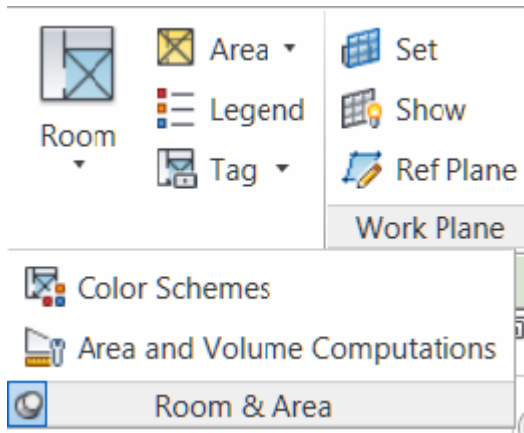 Room
Area
Legend
Tag
Set
Show
Ref Plane
Work Plane
Color Schemes
Area and Volume Computations
Room & Area